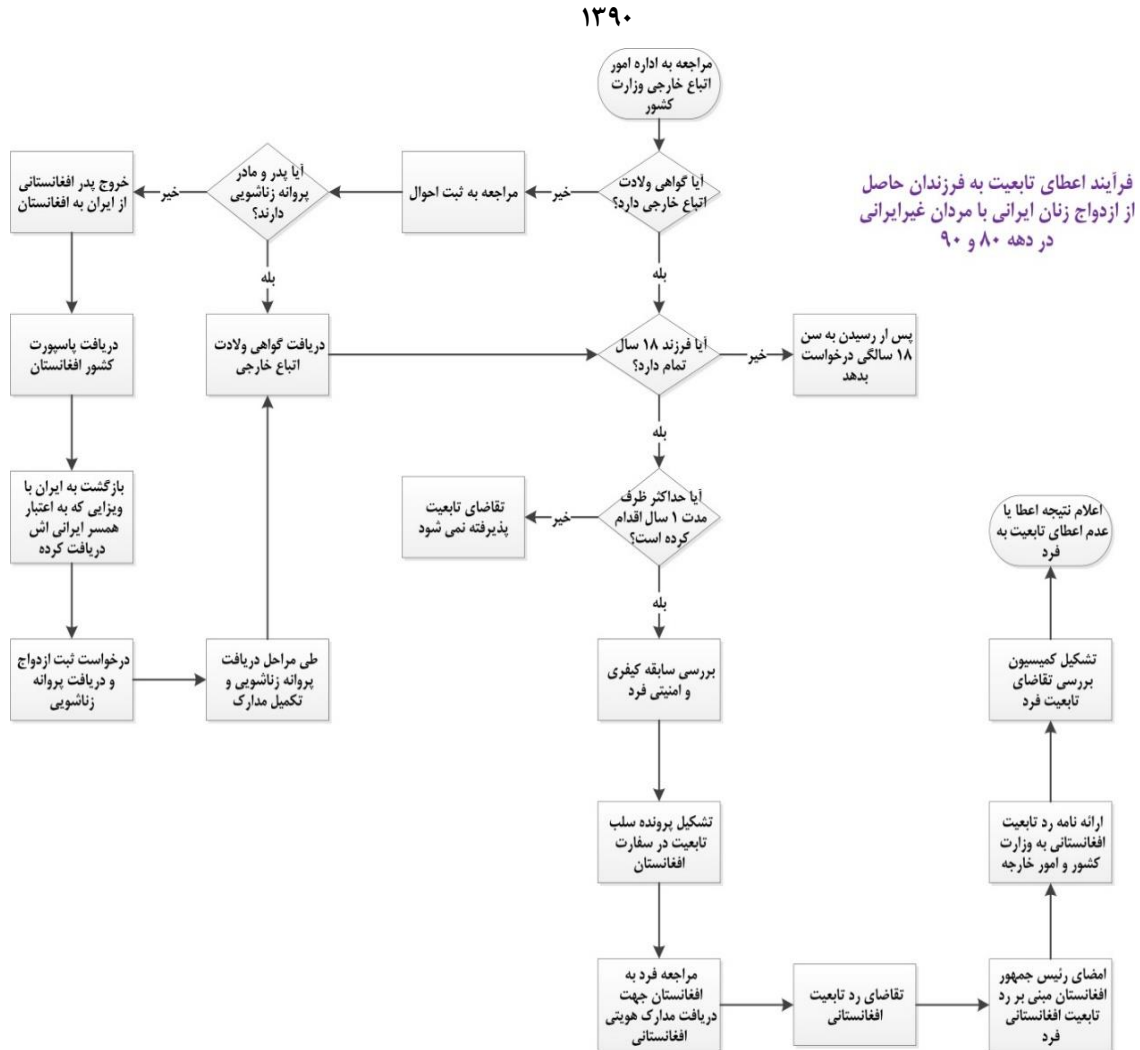 ۱۳۹۰
مراجعه به اداره امور
اتباع خارجی وزارت
کشور
فرآیند اعطای تابعیت به فرزندان حاصل
از ازدواج زنان ایرانی با مردان غیرایرانی
در دهه ۸۰ و ۹۰
آیا گواهی ولادت
اتباع خارجی دارد؟
خیر
مراجعه به ثبت احوال
آیا پدر و مادر
پروانه زناشویی
دارند؟
خیر
خروج پدر افغانستانی
از ایران به افغانستان
بله
بله
پس ار رسیدن به سن
۱۸ سالگی درخواست
بدهد
خیر
آیا فرزند ۱۸ سال
تمام دارد؟
دریافت گواهی ولادت
اتباع خارجی
دریافت پاسپورت
کشور افغانستان
بله
آیا حداکثر ظرف
مدت ۱ سال اقدام
کرده است؟
خیر
تقاضای تابعیت
پذیرفته نمی شود
بازگشت به ایران با
ویزایی که به اعتبار
همسر ایرانی اش
دریافت کرده
اعلام نتیجه اعطا یا
عدم اعطای تابعیت به
فرد
بله
درخواست ثبت ازدواج
و دریافت پروانه
زناشویی
طی مراحل دریافت
پروانه زناشویی و
تکمیل مدارک
بررسی سابقه کیفری
و امنیتی فرد
تشکیل کمیسیون
بررسی تقاضای
تابعیت فرد
تشکیل پرونده سلب
تابعیت در سفارت
افغانستان
ارائه نامه رد تابعیت
افغانستانی به وزارت
کشور و امور خارجه
مراجعه فرد به
افغانستان جهت
دریافت مدارک هویتی
افغانستانی
تقاضای رد تابعیت
افغانستانی
امضای رئیس جمهور
افغانستان مبنی بر رد
تابعیت افغانستانی
فرد